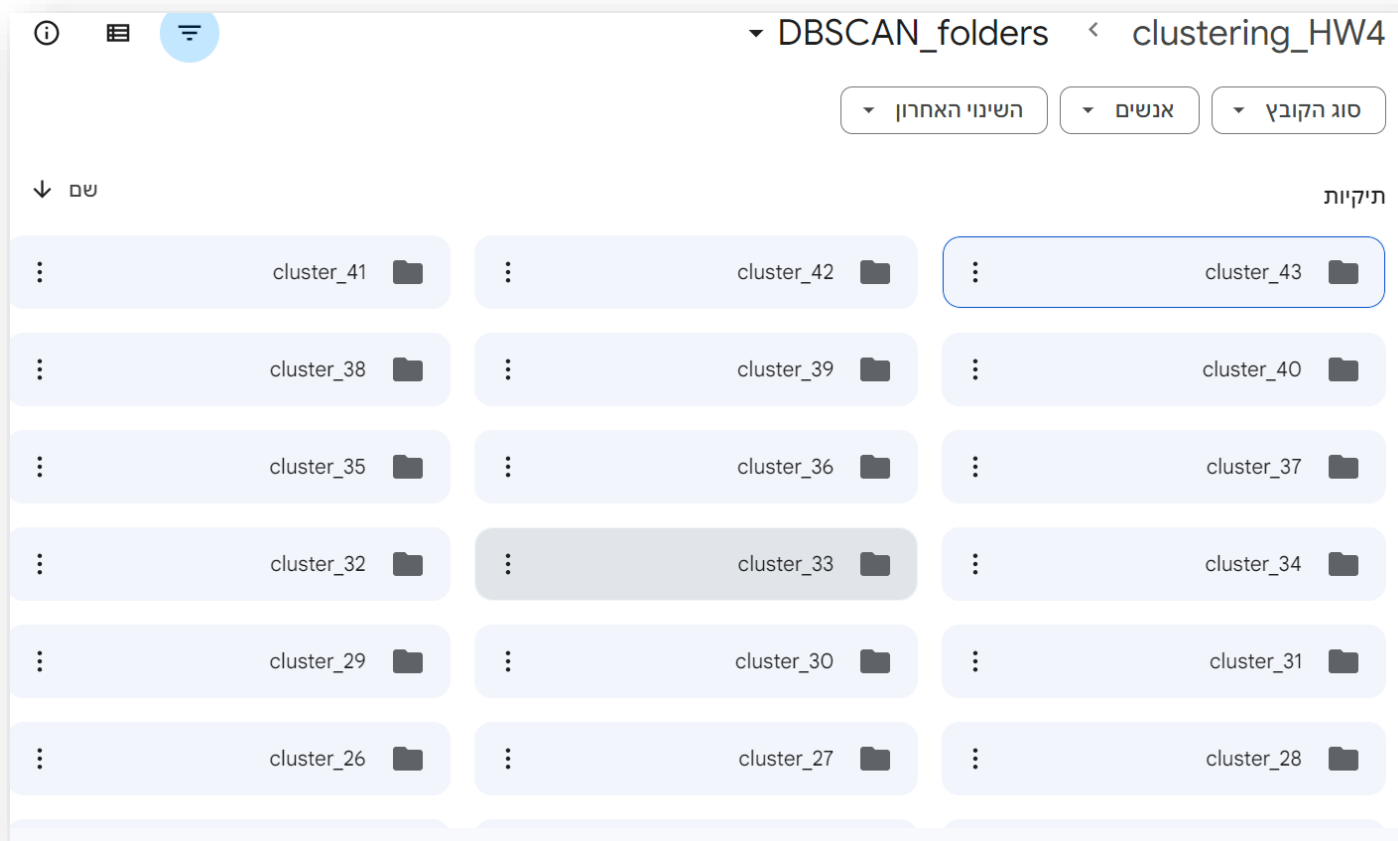 clustering_HW4 DBSCAN_folders
סוג הקובץ אנשים השינוי האחרון
תיקיות שם
cluster_43 cluster_42 cluster_41
cluster_40 cluster_39 cluster_38
cluster_37 cluster_36 cluster_35
cluster_34 cluster_33 cluster_32
cluster_31 cluster_30 cluster_29
cluster_28 cluster_27 cluster_26